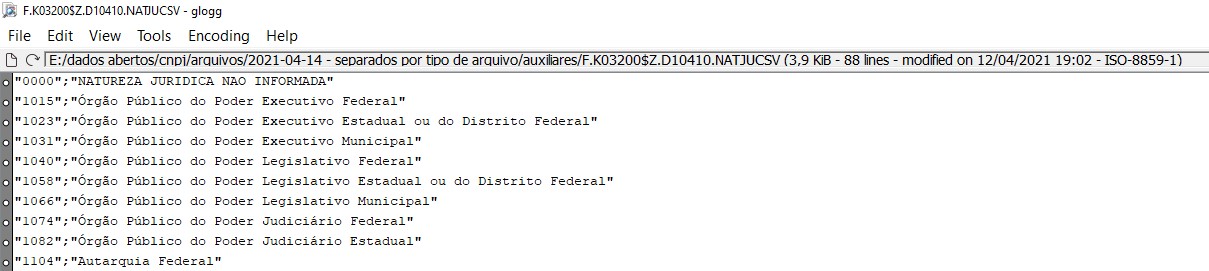 F.K03200$Z.D10410.NATJUCSV - glogg
File Edit View Tools Encoding Help
E:/dados abertos/cnpj/arquivos/2021-04-14 - separados por tipo de arquivo/auxiliares/F.K03200$Z.D10410.NATJUCSV (3,9 KiB - 88 lines - modified on 12/04/2021 19:02 - ISO-8859-1)
"0000";"NATUREZA JURIDICA NAO INFORMADA"
"1015";"Órgão Público do Poder Executivo Federal"
"1023";"Órgão Público do Poder Executivo Estadual ou do Distrito Federal"
"1031";"Órgão Público do Poder Executivo Municipal"
"1040";"Órgão Público do Poder Legislativo Federal"
"1058";"Órgão Público do Poder Legislativo Estadual ou do Distrito Federal"
"1066";"Órgão Público do Poder Legislativo Municipal"
"1074";"Órgão Público do Poder Judiciário Federal"
"1082";"Órgão Público do Poder Judiciário Estadual"
"1104";"Autarquia Federal"